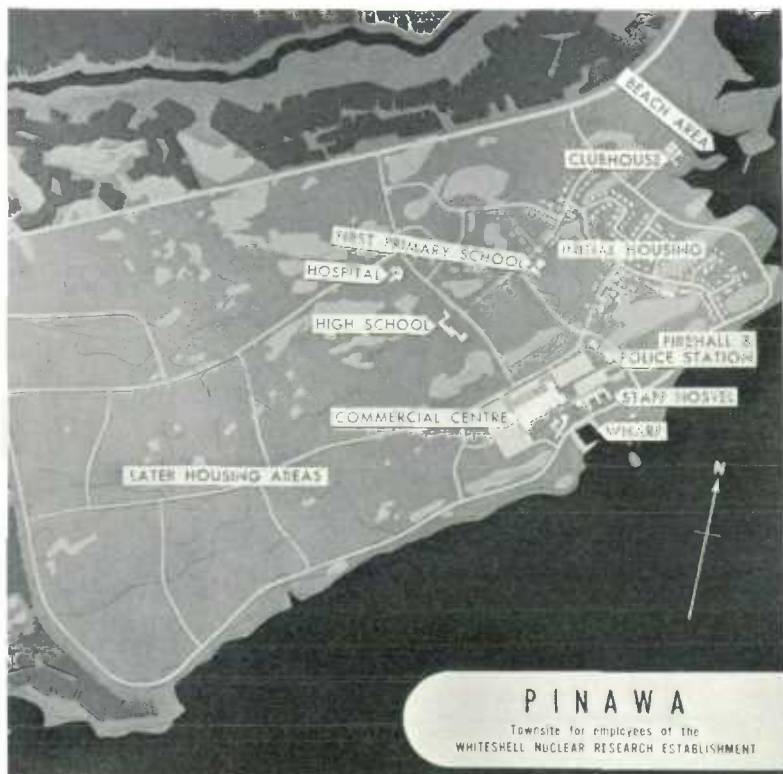 BEACH AREA
CLUBHOUSE
FIRST PRIMARY SCHOOL
INITIAL HOUSING
HOSPITAL
HIGH SCHOOL
FIREHALL &
POLICE STATION
STAFF HOSTEL
COMMERCIAL CENTRE
WHARF
LATER HOUSING AREAS
N
PINAWA
Townsite for employees of the
WHITESHELL NUCLEAR RESEARCH ESTABLISHMENT